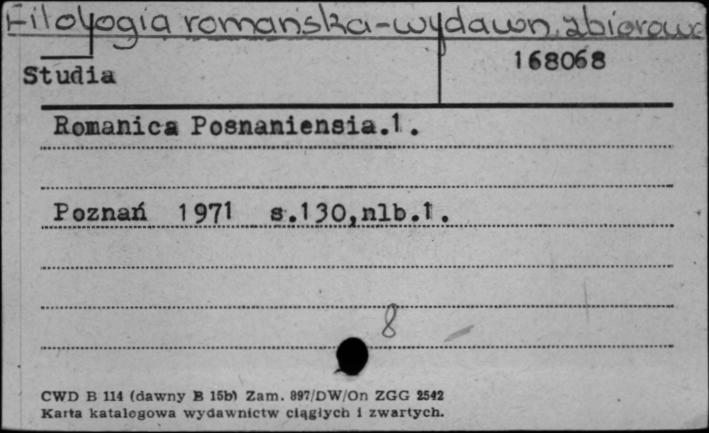 Filologia romańska - wydawn. zbiorowe
168068
Studia
Romanica Posnaniensia.1.
Poznań 1971 s.130,nlb.1.
8
CWD B 114 (dawny B 15b) Zam. 897/DW/On ZGG 2542
Karta katalogowa wydawnictw ciągłych i zwartych.